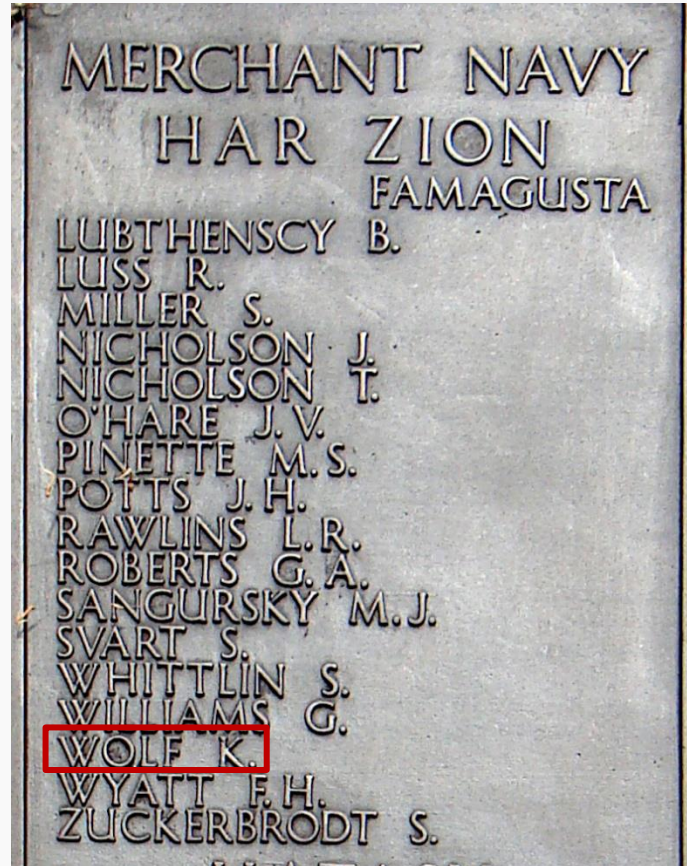 MERCHANT NAVY
HAR ZION
FAMAGUSTA
LUBTHENSCY B.
LUSS R.
MILLER S.
NICHOLSON J.
NICHOLSON T.
O'HARE J. V.
PINETTE M. S.
POTTS J. H.
RAWLINS L. R.
ROBERTS G. A.
SANGURSKY M. J.
SVART S.
WHITTLIN S.
WILLIAMS G.
WOLF K.
WYATT F. H.
ZUCKERBRODT S.